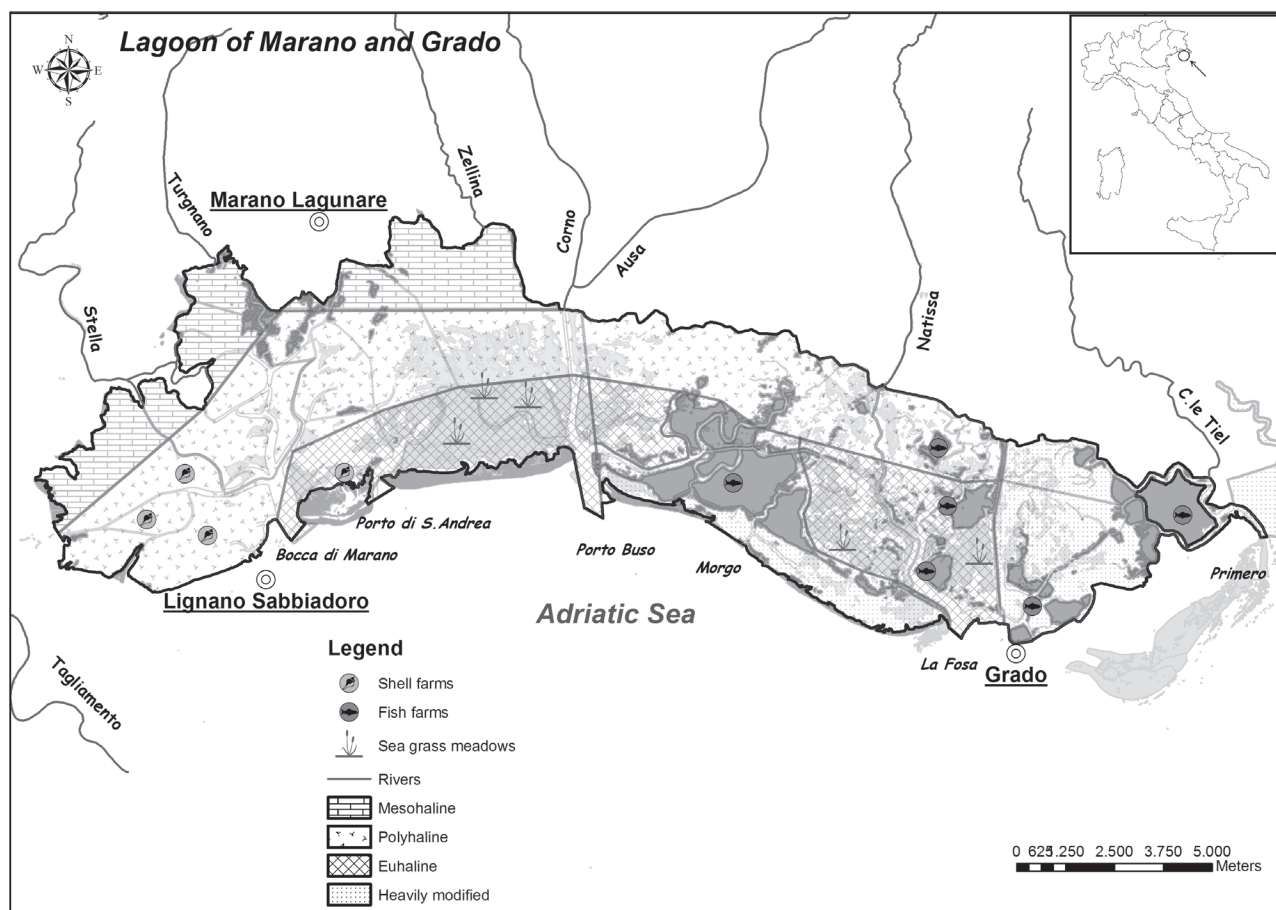 Lagoon of Marano and Grado
N
W
E
S
Turgnano
Marano Lagunare
Zellina
Corno
Ausa
Stella
Natissa
C.le Tiel
Porto di S. Andrea
Bocca di Marano
Porto Buso
Morgo
Primero
Lignano Sabbiadoro
Adriatic Sea
La Fosa
Grado
Tagliamento
Legend
Shell farms
Fish farms
Sea grass meadows
Rivers
Mesohaline
Polyhaline
Euhaline
Heavily modified
0 625 1.250 2.500 3.750 5.000
Meters